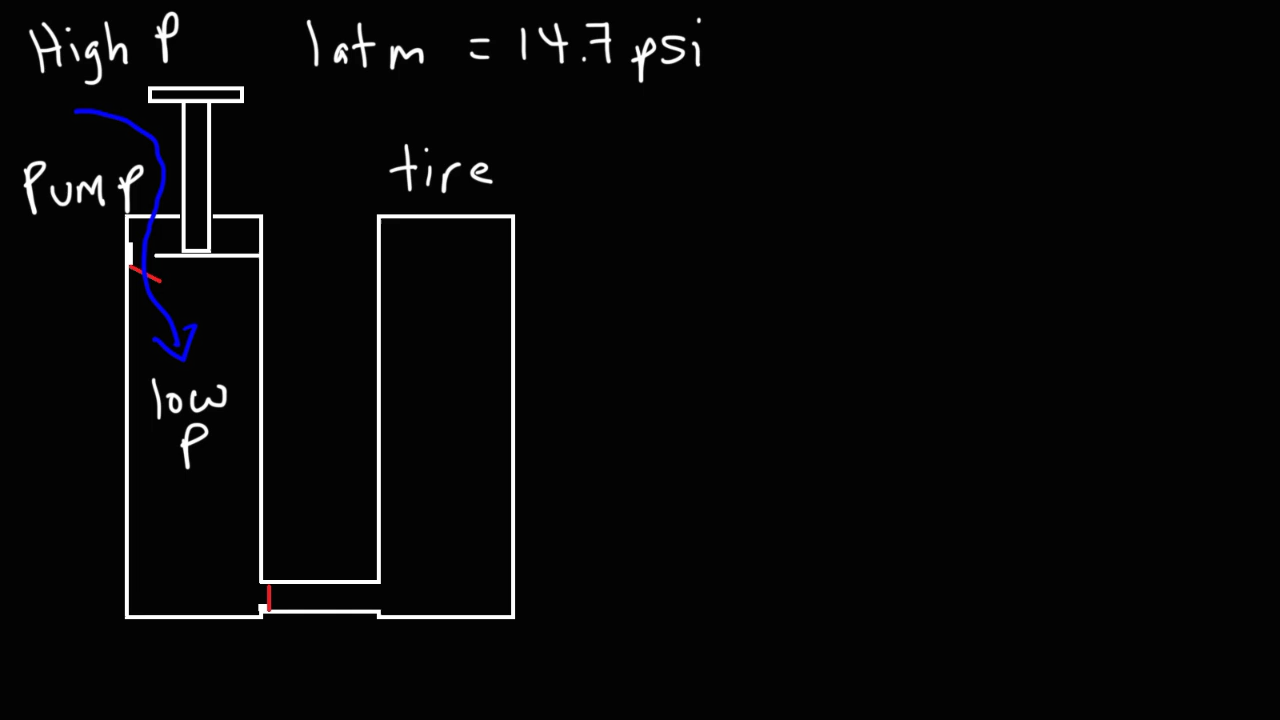 High P
1atm = 14.7 psi
Pump
tire
low
P